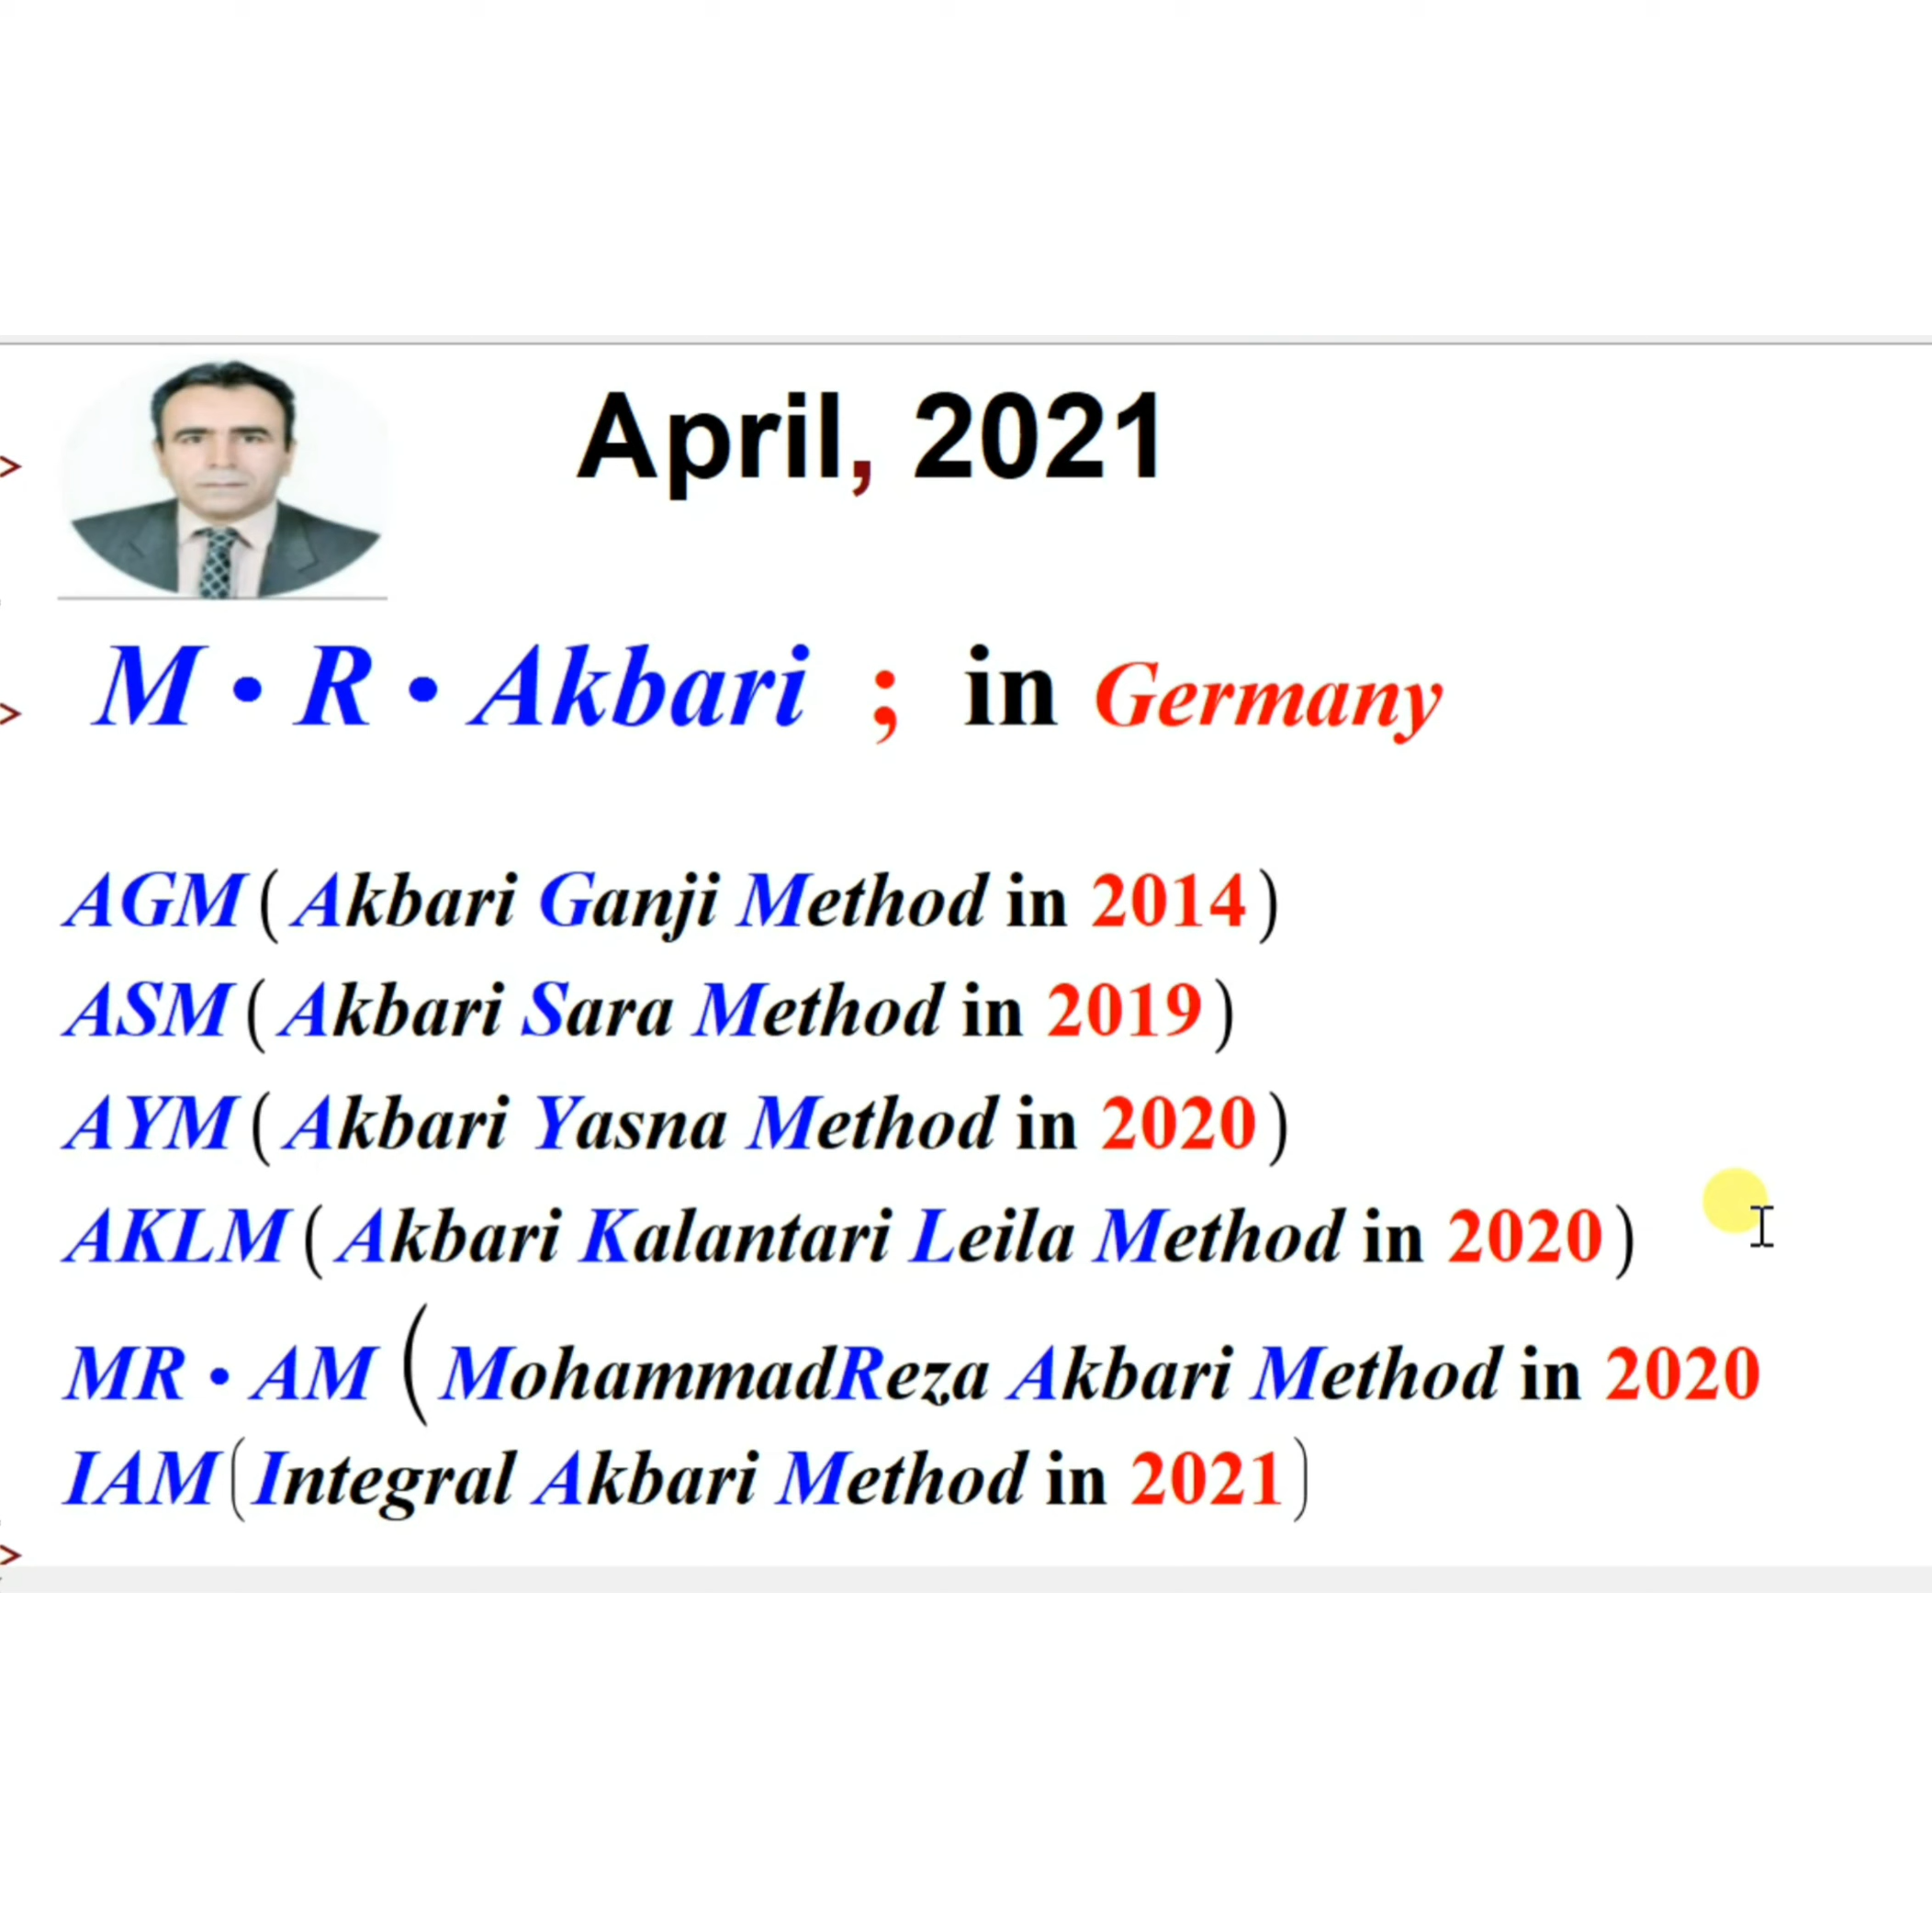 April, 2021
M • R • Akbari ; in Germany
AGM ( Akbari Ganji Method in 2014 )
ASM ( Akbari Sara Method in 2019 )
AYM ( Akbari Yasna Method in 2020 )
AKLM ( Akbari Kalantari Leila Method in 2020 )
MR • AM ( MohammadReza Akbari Method in 2020
IAM ( Integral Akbari Method in 2021 )